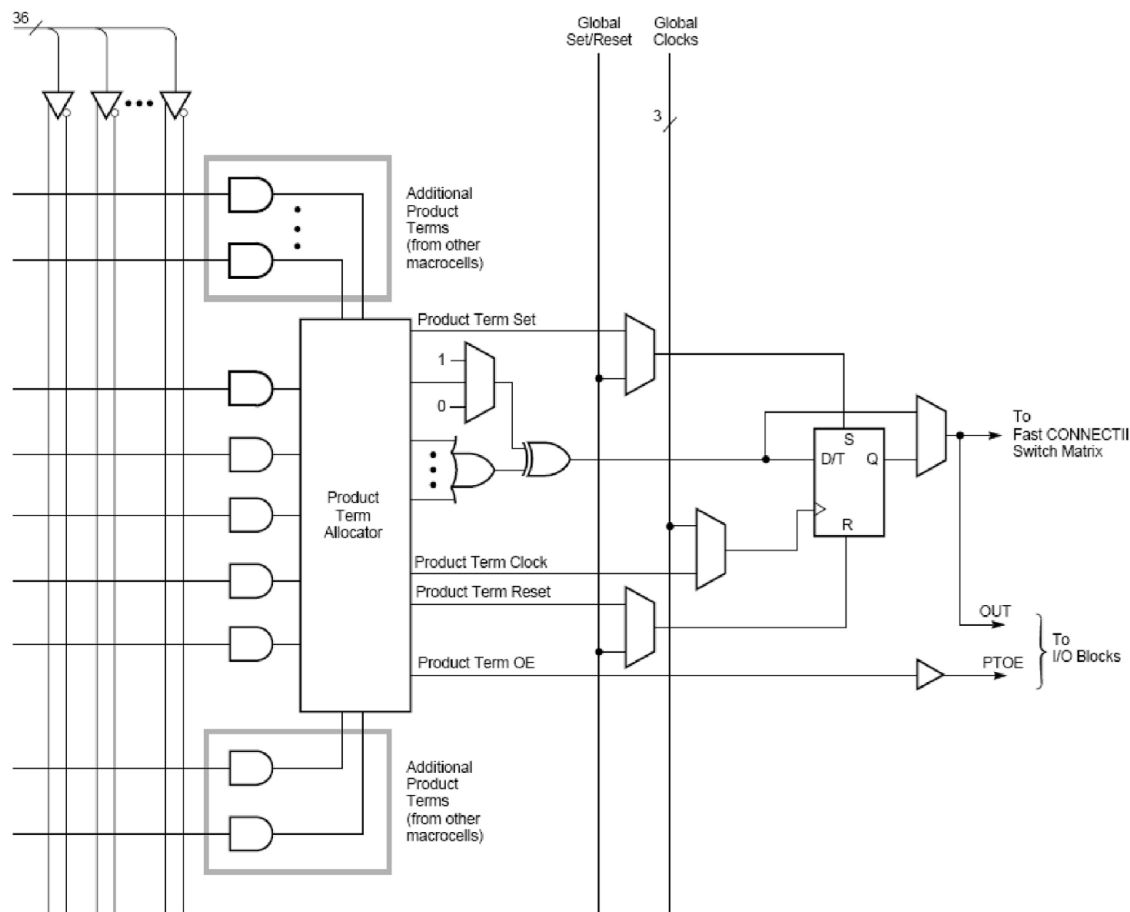 36
Global
Set/Reset
Global
Clocks
3
Additional
Product
Terms
(from other
macrocells)
Product Term Set
1
0
Product
Term
Allocator
S
D/T Q
R
To
Fast CONNECTII
Switch Matrix
Product Term Clock
Product Term Reset
OUT
Product Term OE
PTOE
To
I/O Blocks
Additional
Product
Terms
(from other
macrocells)